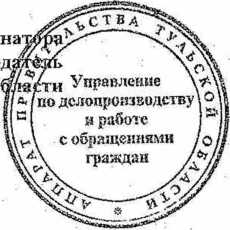 натора
датель
бласти
АППАРАТ ПРАВИТЕЛЬСТВА ТУЛЬСКОЙ ОБЛАСТИ
Управление
по делопроизводству
и работе
с обращениями
граждан
*